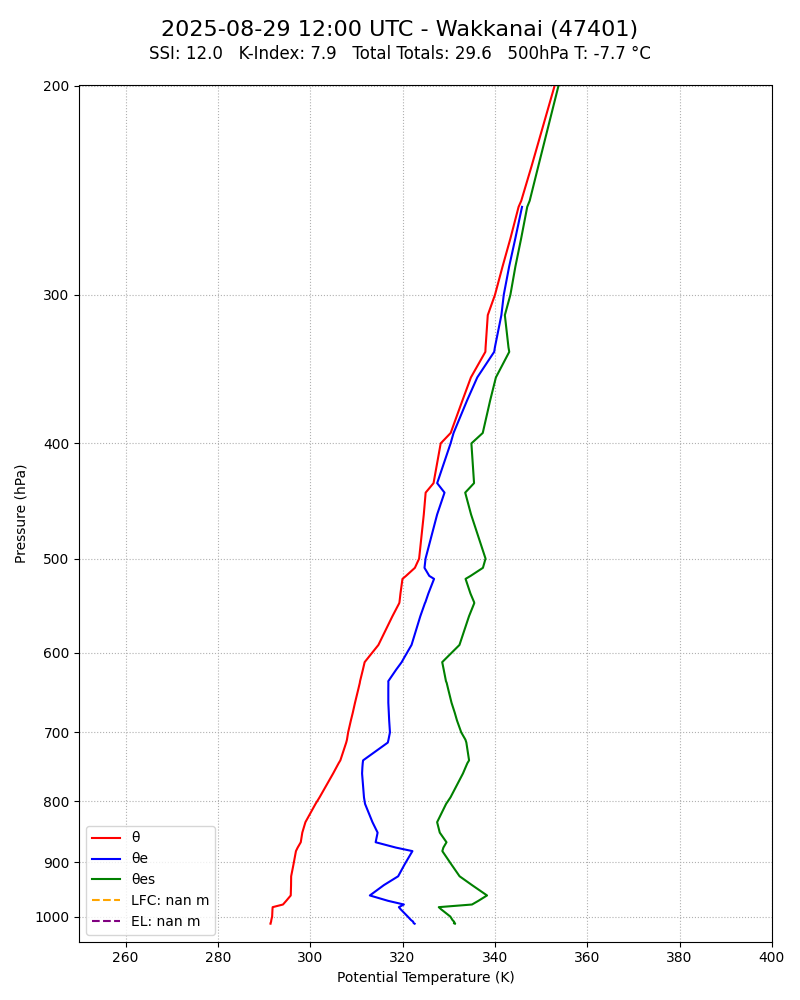 2025-08-29 12:00 UTC - Wakkanai (47401)
SSI: 12.0   K-Index: 7.9   Total Totals: 29.6   500hPa T: -7.7 °C
200
300
400
500
600
700
800
900
1000
Pressure (hPa)
θ
θe
θes
LFC: nan m
EL: nan m
260 280 300 320 340 360 380 400
Potential Temperature (K)